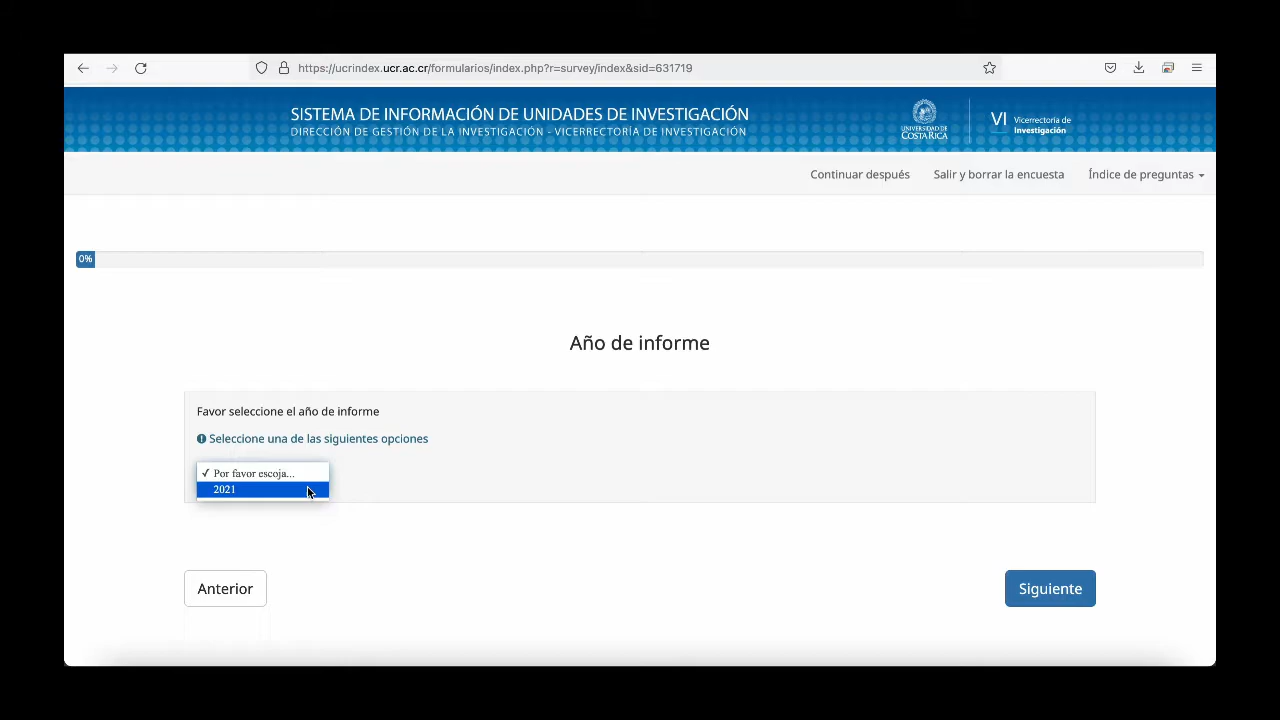 https://ucrindex.ucr.ac.cr/formularios/index.php?r=survey/index&sid=631719
SISTEMA DE INFORMACIÓN DE UNIDADES DE INVESTIGACIÓN
DIRECCIÓN DE GESTIÓN DE LA INVESTIGACIÓN - VICERRECTORÍA DE INVESTIGACIÓN
UNIVERSIDAD DE
COSTA RICA
VI Vicerrectoría de
Investigación
Continuar después Salir y borrar la encuesta Índice de preguntas
0%
Año de informe
Favor seleccione el año de informe
Seleccione una de las siguientes opciones
✓ Por favor escoja...
2021
Anterior Siguiente